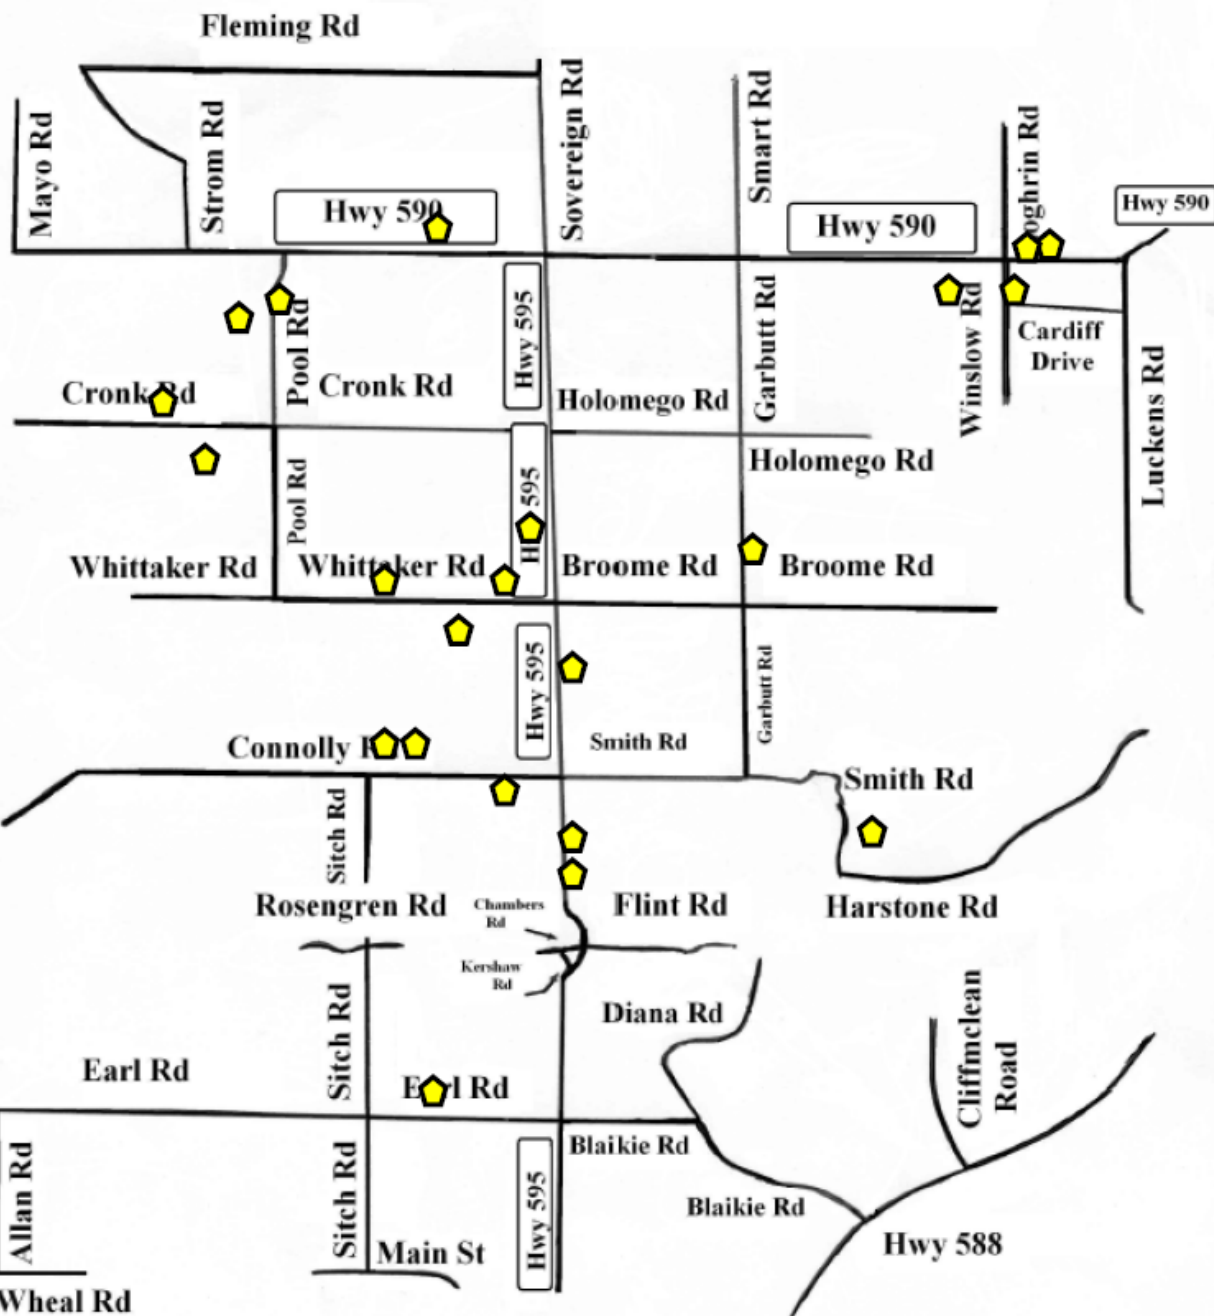 Fleming Rd
Mayo Rd
Strom Rd
Sovereign Rd
Smart Rd
oghrin Rd
Hwy 590
Hwy 590
Hwy 590
Pool Rd
Hwy 595
Garbutt Rd
Winslow Rd
Cardiff
Drive
Luckens Rd
Cronk Rd
Cronk Rd
Holomego Rd
Holomego Rd
Pool Rd
595
Whittaker Rd
Whittaker Rd
Broome Rd
Broome Rd
Hwy 595
Garbutt Rd
Connolly
Smith Rd
Smith Rd
Sitch Rd
Rosengren Rd
Chambers
Rd
Flint Rd
Harstone Rd
Kershaw
Rd
Sitch Rd
Diana Rd
Cliffmclean
Road
Earl Rd
Earl Rd
Blaikie Rd
Allan Rd
Sitch Rd
Hwy 595
Blaikie Rd
Main St
Hwy 588
Wheal Rd